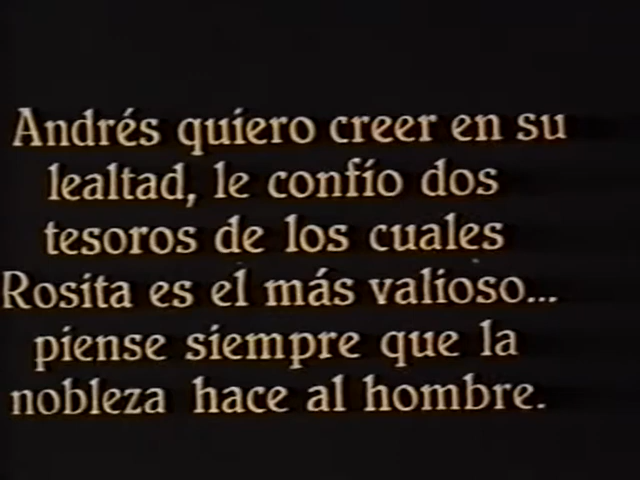 Andrés quiero creer en su
lealtad, le confío dos
tesoros de los cuales
Rosita es el más valioso...
piense siempre que la
nobleza hace al hombre.